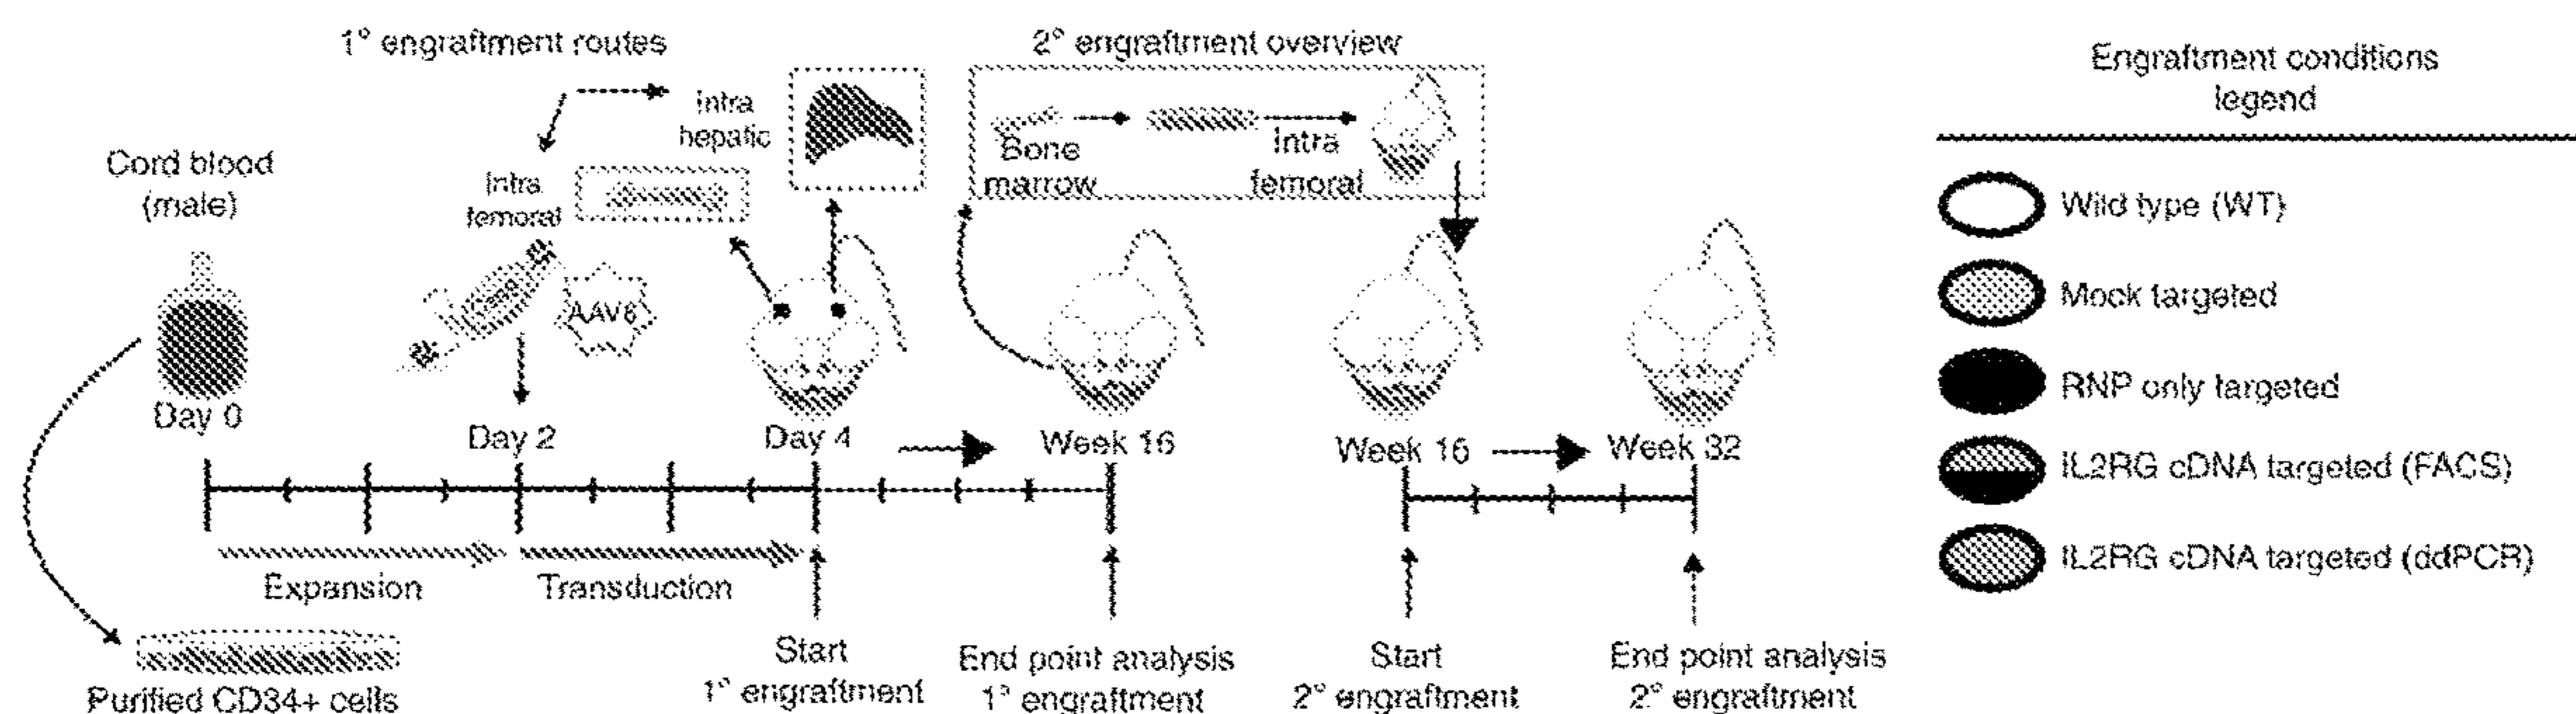 1° engraftment routes
2° engraftment overview
Engraftment conditions
legend
Cord blood
(male)
Intra
hepatic
Intra
femoral
Bone
marrow
Intra
femoral
AAV6
Wild type (WT)
Mock targeted
RNP only targeted
IL2RG cDNA targeted (FACS)
IL2RG cDNA targeted (ddPCR)
Day 0
Day 2
Day 4
Week 16
Week 16
Week 32
Expansion
Transduction
Purified CD34+ cells
Start
1° engraftment
End point analysis
1° engraftment
Start
2° engraftment
End point analysis
2° engraftment